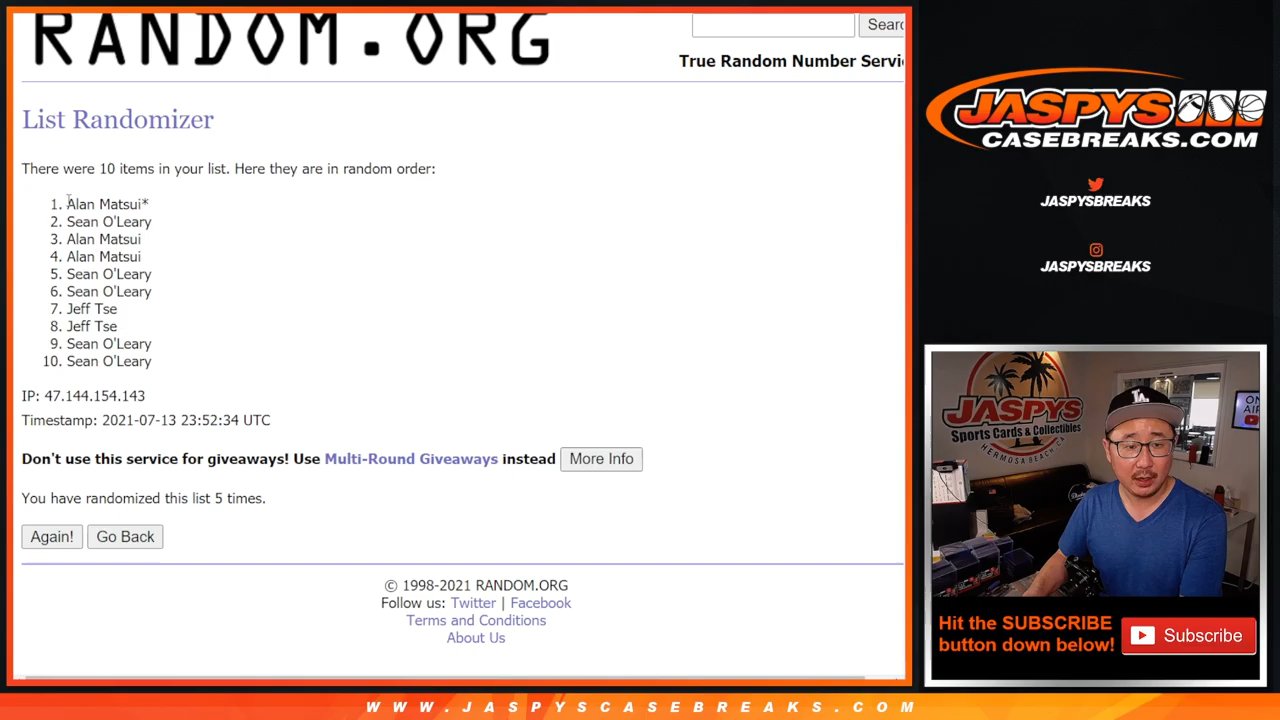 RANDOM.ORG
Searc
True Random Number Servi
List Randomizer
There were 10 items in your list. Here they are in random order:
1. Alan Matsui*
2. Sean O'Leary
3. Alan Matsui
4. Alan Matsui
5. Sean O'Leary
6. Sean O'Leary
7. Jeff Tse
8. Jeff Tse
9. Sean O'Leary
10. Sean O'Leary
IP: 47.144.154.143
Timestamp: 2021-07-13 23:52:34 UTC
Don't use this service for giveaways! Use Multi-Round Giveaways instead More Info
You have randomized this list 5 times.
Again! Go Back
© 1998-2021 RANDOM.ORG
Follow us: Twitter | Facebook
Terms and Conditions
About Us
JASPYS
CASEBREAKS.COM
JASPYSBREAKS
JASPYSBREAKS
JASPYS
Sports Cards & Collectibles
HERMOSA BEACH, CA
ON
AIR
LA
Hit the SUBSCRIBE
button down below!
Subscribe
WWW.JASPYSCASEBREAKS.COM